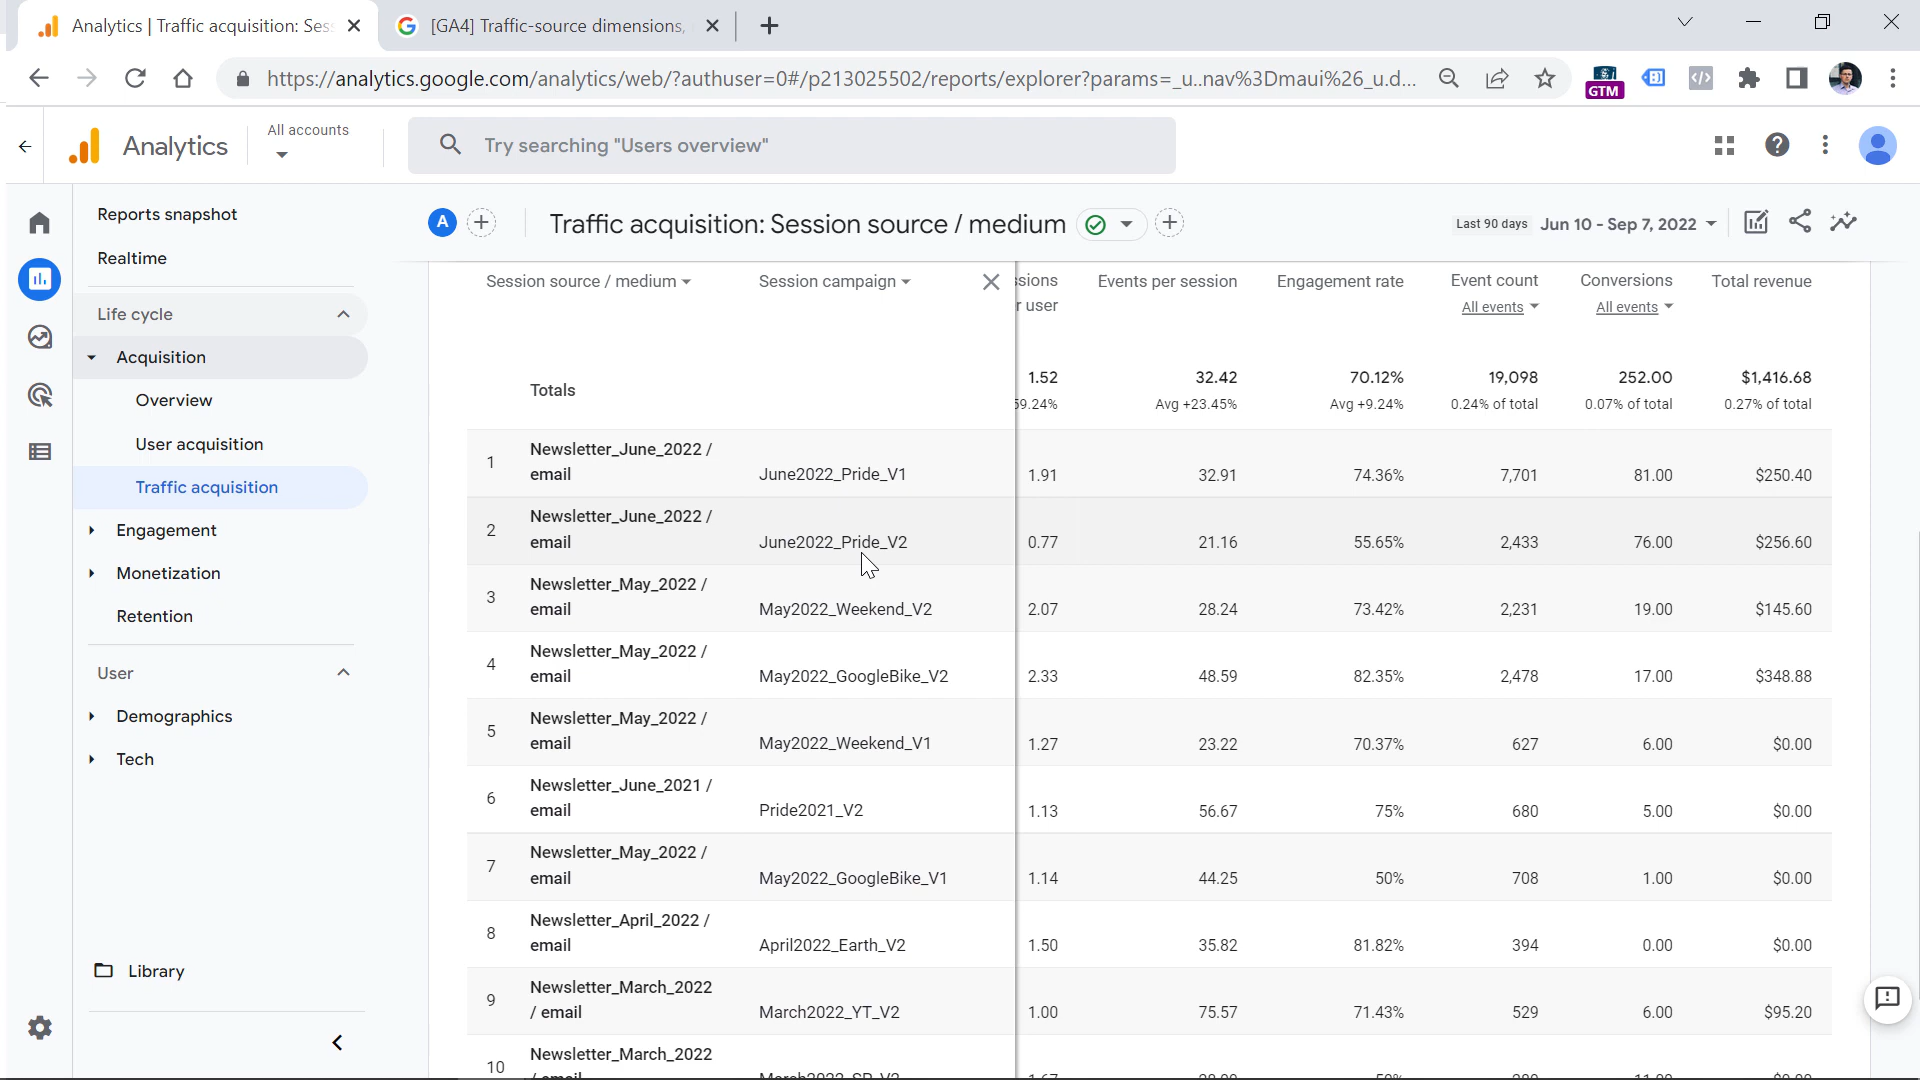 Analytics | Traffic acquisition: Ses
[GA4] Traffic-source dimensions,
https://analytics.google.com/analytics/web/?authuser=0#/p213025502/reports/explorer?params=_u..nav%3Dmaui%26_u.d...
GTM
Analytics
All accounts
Try searching "Users overview"
Reports snapshot
Realtime
Life cycle
Acquisition
Overview
User acquisition
Traffic acquisition
Engagement
Monetization
Retention
User
Demographics
Tech
Library
A
Traffic acquisition: Session source / medium
Last 90 days Jun 10 - Sep 7, 2022
Session source / medium Session campaign ssions Events per session Engagement rate Event count Conversions Total revenue
r user All events All events
Totals 1.52 32.42 70.12% 19,098 252.00 $1,416.68
59.24% Avg +23.45% Avg +9.24% 0.24% of total 0.07% of total 0.27% of total
1 Newsletter_June_2022 /
email June2022_Pride_V1 1.91 32.91 74.36% 7,701 81.00 $250.40
2 Newsletter_June_2022 /
email June2022_Pride_V2 0.77 21.16 55.65% 2,433 76.00 $256.60
3 Newsletter_May_2022 /
email May2022_Weekend_V2 2.07 28.24 73.42% 2,231 19.00 $145.60
4 Newsletter_May_2022 /
email May2022_GoogleBike_V2 2.33 48.59 82.35% 2,478 17.00 $348.88
5 Newsletter_May_2022 /
email May2022_Weekend_V1 1.27 23.22 70.37% 627 6.00 $0.00
6 Newsletter_June_2021 /
email Pride2021_V2 1.13 56.67 75% 680 5.00 $0.00
7 Newsletter_May_2022 /
email May2022_GoogleBike_V1 1.14 44.25 50% 708 1.00 $0.00
8 Newsletter_April_2022 /
email April2022_Earth_V2 1.50 35.82 81.82% 394 0.00 $0.00
9 Newsletter_March_2022
/ email March2022_YT_V2 1.00 75.57 71.43% 529 6.00 $95.20
10 Newsletter_March_2022